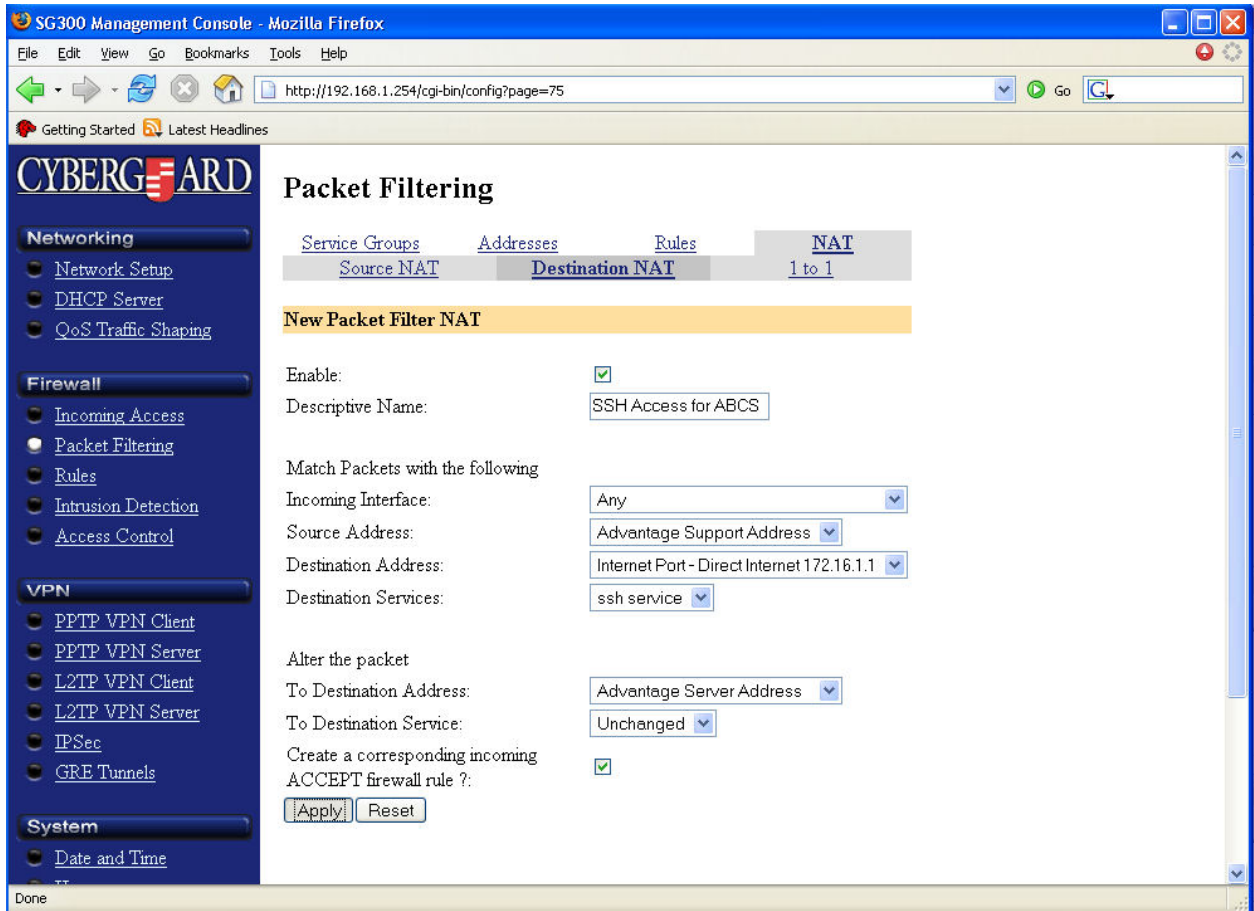 SG300 Management Console - Mozilla Firefox
File Edit View Go Bookmarks Tools Help
http://192.168.1.254/cgi-bin/config?page=75
Go
G
Getting Started Latest Headlines
CYBERGUARD
Networking
Network Setup
DHCP Server
QoS Traffic Shaping
Firewall
Incoming Access
Packet Filtering
Rules
Intrusion Detection
Access Control
VPN
PPTP VPN Client
PPTP VPN Server
L2TP VPN Client
L2TP VPN Server
IPSec
GRE Tunnels
System
Date and Time
Packet Filtering
Service Groups Addresses Rules NAT
Source NAT Destination NAT 1 to 1
New Packet Filter NAT
Enable:
Descriptive Name: SSH Access for ABCS
Match Packets with the following
Incoming Interface: Any
Source Address: Advantage Support Address
Destination Address: Internet Port - Direct Internet 172.16.1.1
Destination Services: ssh service
Alter the packet
To Destination Address: Advantage Server Address
To Destination Service: Unchanged
Create a corresponding incoming
ACCEPT firewall rule ?:
Apply Reset
Done